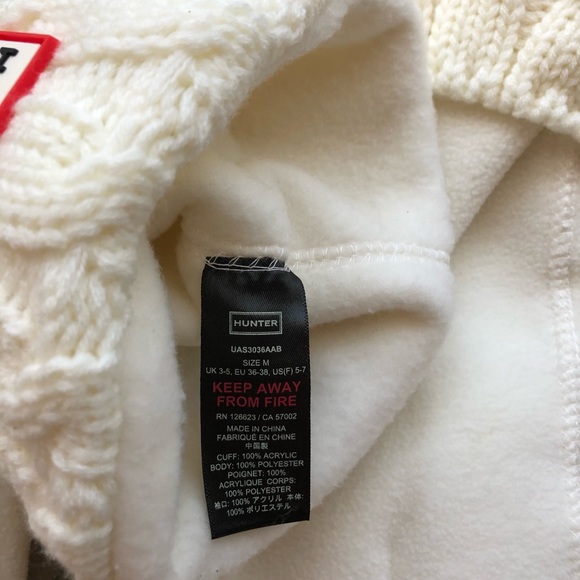 HUNTER
UAS3036AAB
SIZE M
UK 3-5, EU 36-38, US(F) 5-7
KEEP AWAY
FROM FIRE
RN 126623 / CA 57002
MADE IN CHINA
FABRIQUÉ EN CHINE
中国製
CUFF: 100% ACRYLIC
BODY: 100% POLYESTER
POIGNET: 100%
ACRYLIQUE CORPS:
100% POLYESTER
袖口: 100% アクリル 本体:
100% ポリエステル